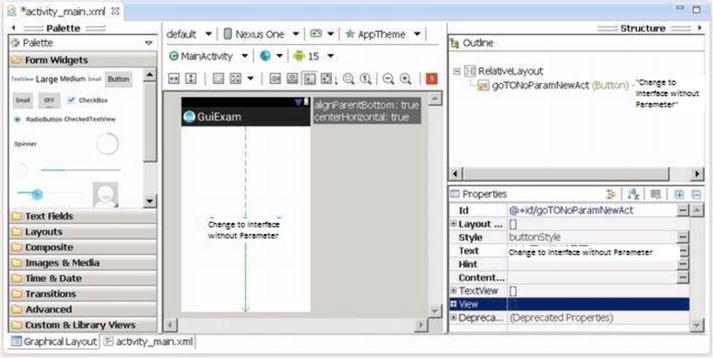 *activity_main.xml
Palette
Palette
Form Widgets
TextView Large Medium Small Button
Small OFF CheckBox
RadioButton CheckedTextView
Spinner
Text Fields
Layouts
Composite
Images & Media
Time & Date
Transitions
Advanced
Custom & Library Views
Graphical Layout
activity_main.xml
default
Nexus One
AppTheme
MainActivity
15
1
GuiExam
alignParentBottom : true
centerHorizontal: true
Change to Interface
without Parameter
Structure
Outline
RelativeLayout
goTONoParamNewAct (Button) - "Change to
Interface without
Parameter"
Properties
Id @+id/goTONoParamNewAct
Layout ... []
Style buttonStyle
Text Change to Interface without Parameter
Hint
Content...
TextView []
View
Depreca... (Deprecated Properties)